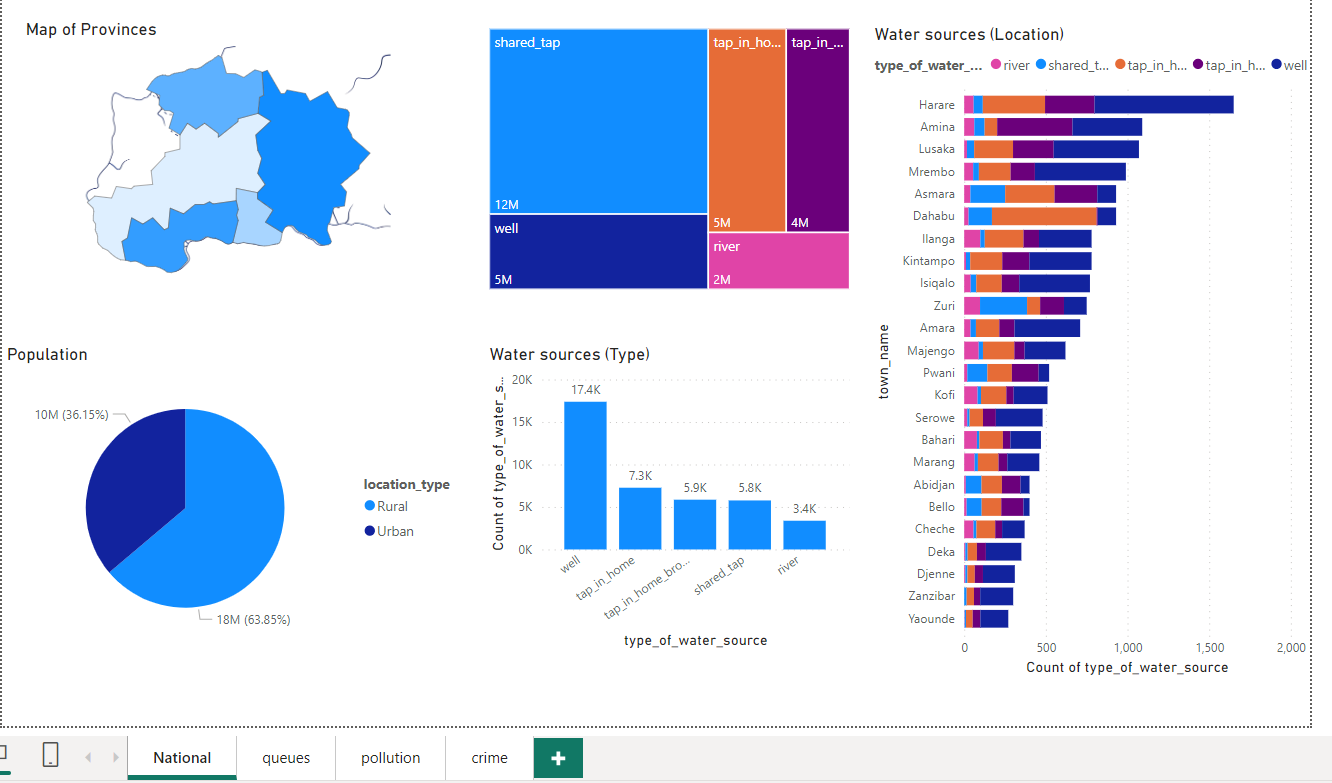 Map of Provinces
shared_tap
12M
well
5M
tap_in_ho...
5M
tap_in_...
4M
river
2M
Water sources (Location)
type_of_water_... river shared_t... tap_in_h... tap_in_h... well
town_name
Harare
Amina
Lusaka
Mrembo
Asmara
Dahabu
Ilanga
Kintampo
Isiqalo
Zuri
Amara
Majengo
Pwani
Kofi
Serowe
Bahari
Marang
Abidjan
Bello
Cheche
Deka
Djenne
Zanzibar
Yaounde
0 500 1,000 1,500 2,000
Count of type_of_water_source
Population
10M (36.15%)
18M (63.85%)
location_type
Rural
Urban
Water sources (Type)
Count of type_of_water_s...
20K
15K
10K
5K
0K
17.4K
7.3K
5.9K
5.8K
3.4K
well
tap_in_home
tap_in_home_bro...
shared_tap
river
type_of_water_source
National queues pollution crime +